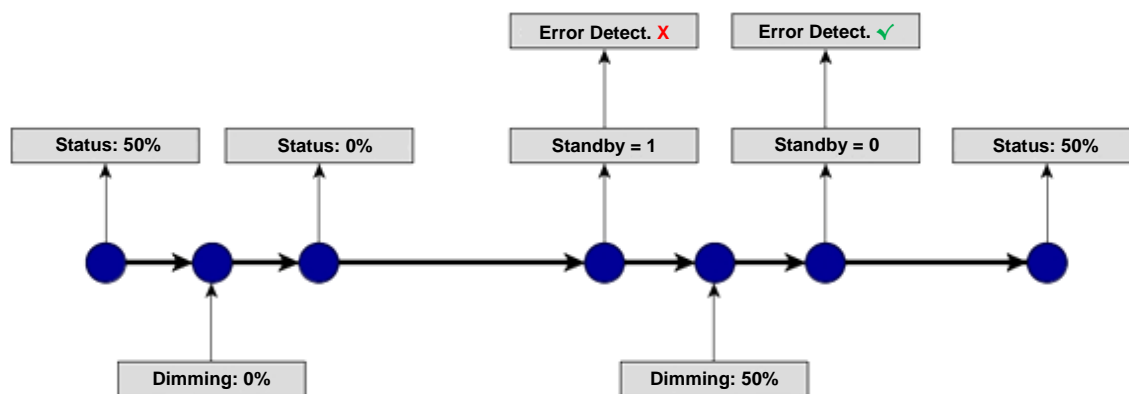 Error Detect. X
Error Detect. ✓
Status: 50%
Status: 0%
Standby = 1
Standby = 0
Status: 50%
Dimming: 0%
Dimming: 50%